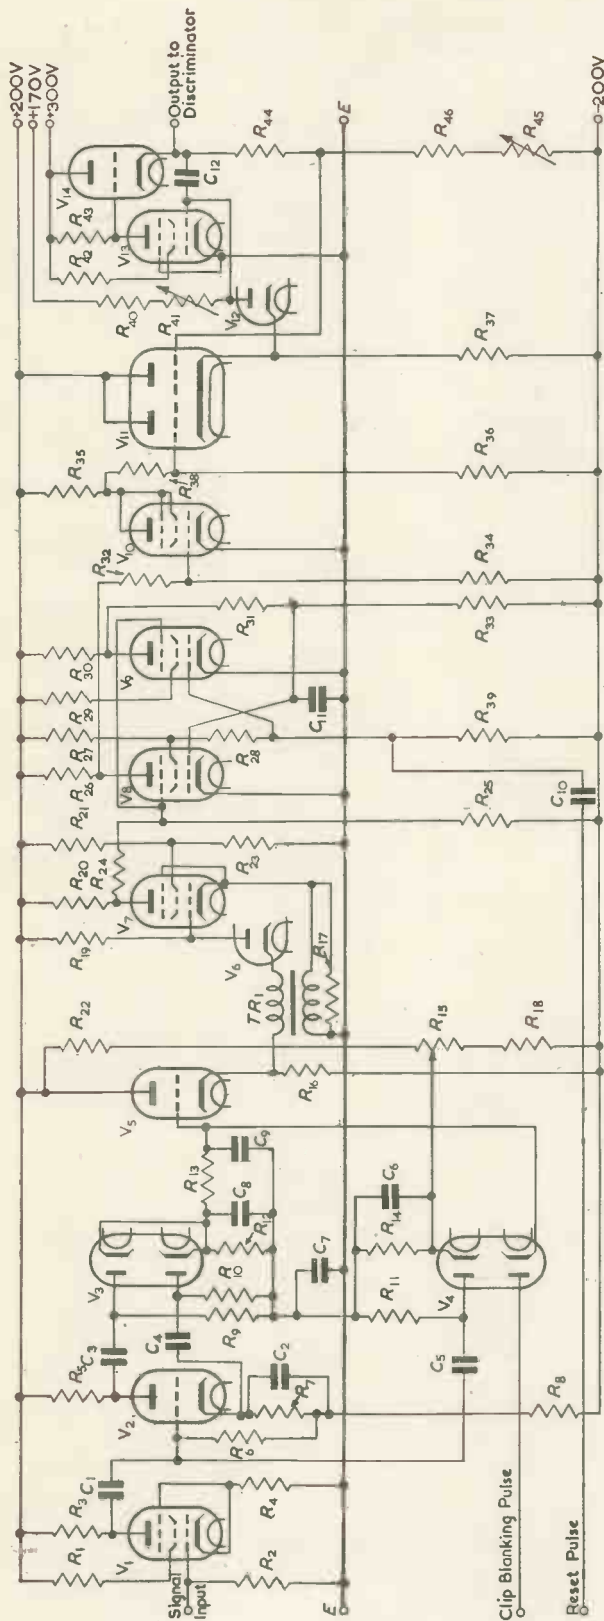 +200V
+170V
+300V
Output to
Discriminator
E
-200V
Signal
Input
E
Clip Blanking Pulse
Reset Pulse
R1
R3
C1
V1
R2
R4
R5
C3
V2
C4
R6
R7
C2
R8
V3
R9
R10
R12
R13
C8
C9
C7
C5
R11
R14
C6
V4
V5
R22
R16
R15
R18
TR1
R17
V6
R19
R20
R21
R24
V7
R23
R25
R26
R27
R29
R30
V8
V9
R28
C11
R31
R39
C10
R33
R32
V10
R34
R35
R38
R36
V11
R37
R40
R41
V12
R42
R43
V13
V14
C12
R44
R46
R45